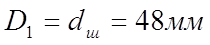 D₁ = dш = 48мм